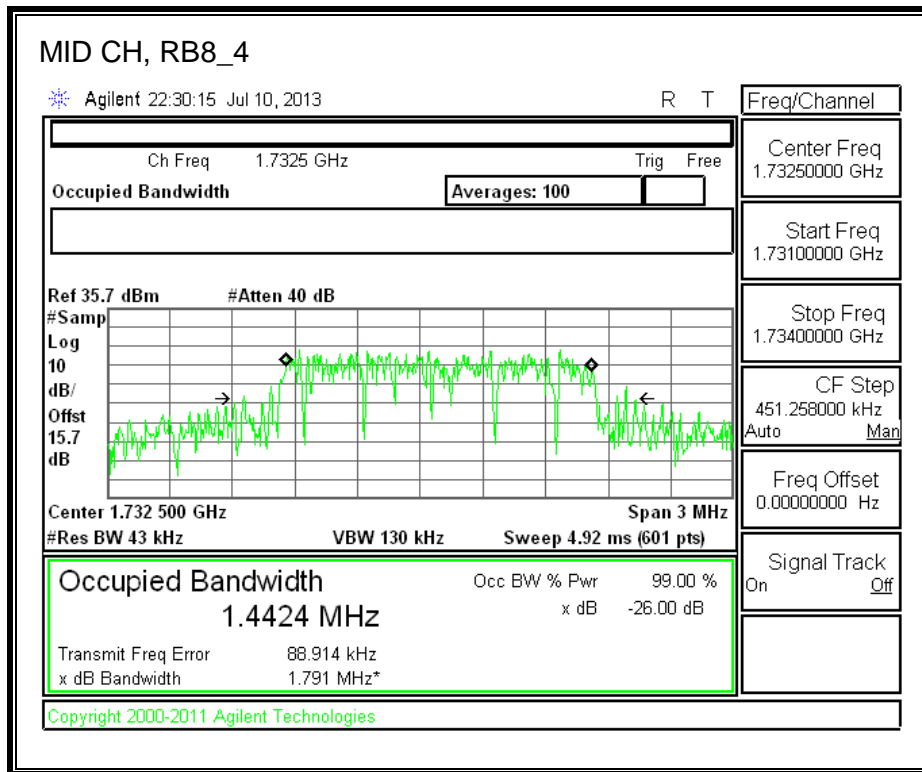 MID CH, RB8_4
Agilent 22:30:15 Jul 10, 2013 R T
Freq/Channel
Ch Freq 1.7325 GHz Trig Free
Occupied Bandwidth Averages: 100
Center Freq
1.73250000 GHz
Start Freq
1.73100000 GHz
Stop Freq
1.73400000 GHz
CF Step
451.258000 kHz
Auto Man
Freq Offset
0.00000000 Hz
Signal Track
On Off
Ref 35.7 dBm #Atten 40 dB
#Samp
Log
10
dB/
Offst
15.7
dB
Center 1.732 500 GHz Span 3 MHz
#Res BW 43 kHz VBW 130 kHz Sweep 4.92 ms (601 pts)
Occupied Bandwidth Occ BW % Pwr 99.00 %
1.4424 MHz x dB -26.00 dB
Transmit Freq Error 88.914 kHz
x dB Bandwidth 1.791 MHz*
Copyright 2000-2011 Agilent Technologies